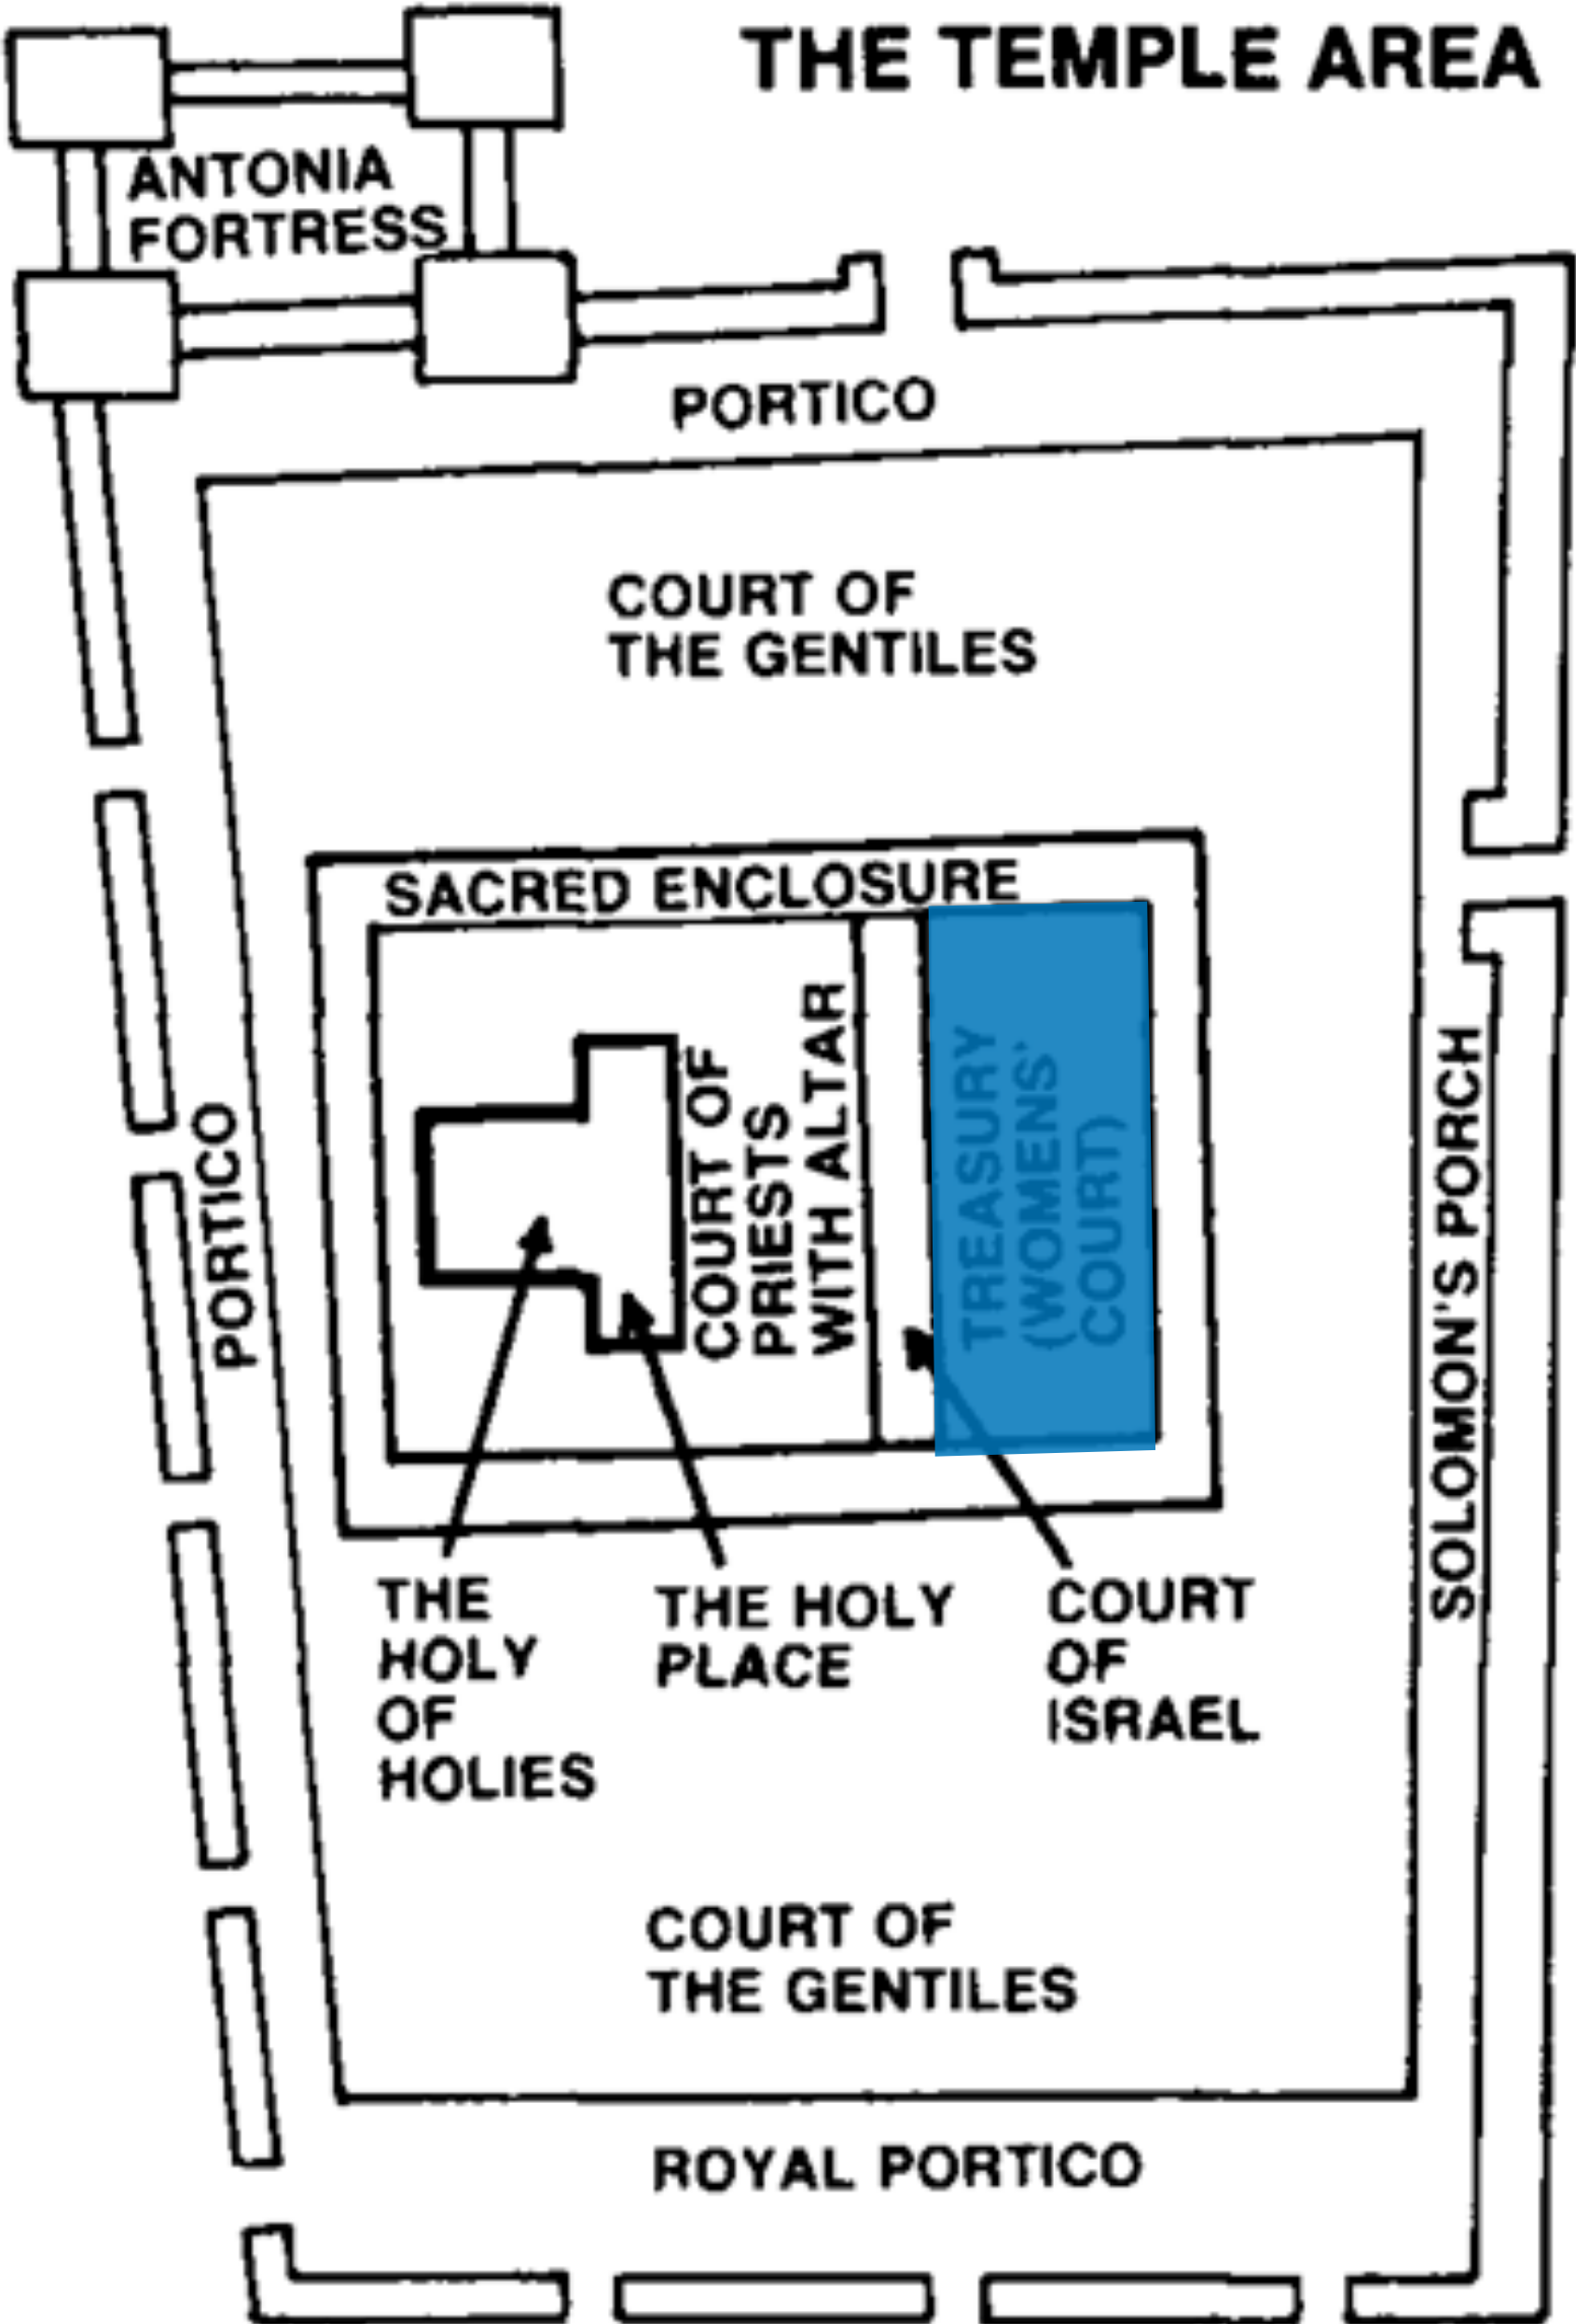 THE TEMPLE AREA
ANTONIA
FORTRESS
PORTICO
COURT OF
THE GENTILES
SACRED ENCLOSURE
COURT OF
PRIESTS
WITH ALTAR
TREASURY
(WOMENS'
COURT)
PORTICO
SOLOMON'S PORCH
THE
HOLY
OF
HOLIES
THE HOLY
PLACE
COURT
OF
ISRAEL
COURT OF
THE GENTILES
ROYAL PORTICO